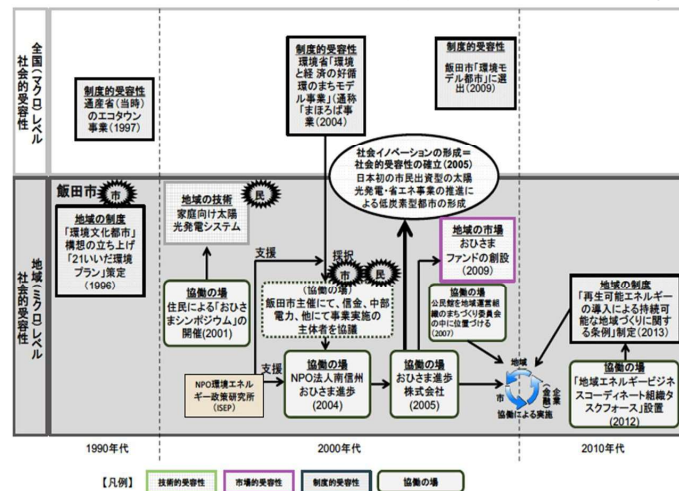 全国(マクロ)レベル
社会的受容性
制度的受容性
通産省(当時)
のエコタウン
事業(1997)
制度的受容性
環境省「環境
と経済の好循
環のまちモデ
ル事業」(通称
「まほろば事
業(2004)
制度的受容性
飯田市「環境
モデル都市」に選
出(2009)
社会イノベーションの形成=
社会的受容性の確立(2005)
日本初の市民出資型の太陽
光発電・省エネ事業の推進に
よる低炭素型都市の形成
地域(ミクロ)レベル
社会的受容性
飯田市
市
地域の制度
「環境文化都市」
構想の立ち上げ
「21いいだ環境
プラン」策定
(1996)
民
地域の技術
家庭向け太陽
光発電システム
支援
採択
市
民
(協働の場)
飯田市主催にて、信金、中部
電力、他にて事業実施の
主体者を協議
地域の市場
おひさま
ファンドの創設
(2009)
協働の場
公民館を地域運営組
織のまちづくり委員会
の中に位置づける
(2007)
地域の制度
「再生可能エネルギー
の導入による持続可
能な地域づくりに関す
る条例」制定(2013)
協働の場
住民による「おひさ
まシンポジウム」の
開催(2001)
NPO環境エネル
ギー政策研究所
(ISEP)
支援
協働の場
NPO法人南信州
おひさま進歩
(2004)
協働の場
おひさま進歩
株式会社
(2005)
地域
市
企業
(金融)
協働による実施
協働の場
「地域エネルギービジネ
スコーディネート組織タ
スクフォース」設置
(2012)
1990年代
2000年代
2010年代
【凡例】
技術的受容性
市場的受容性
制度的受容性
協働の場